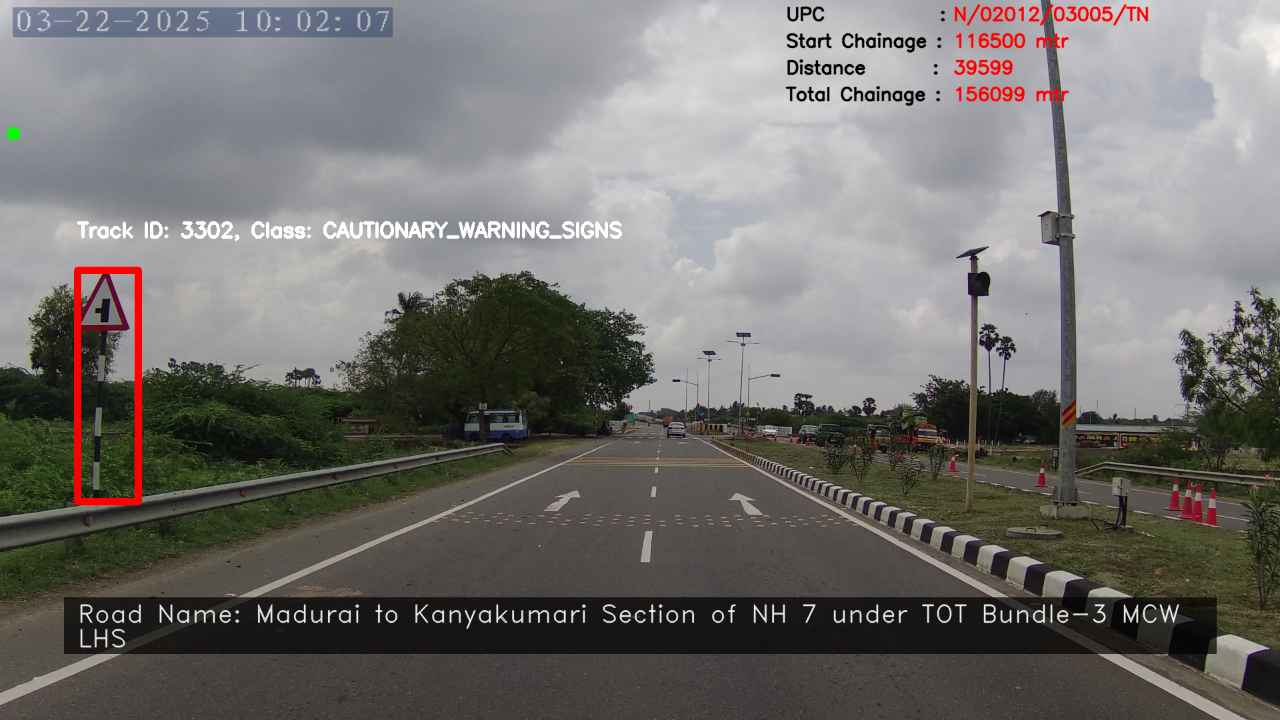 03-22-2025 10:02:07
UPC : N/02012/03005/TN
Start Chainage : 116500 mtr
Distance : 39599
Total Chainage : 156099 mtr
Track ID: 3302, Class: CAUTIONARY_WARNING_SIGNS
Road Name: Madurai to Kanyakumari Section of NH 7 under TOT Bundle-3 MCW
LHS